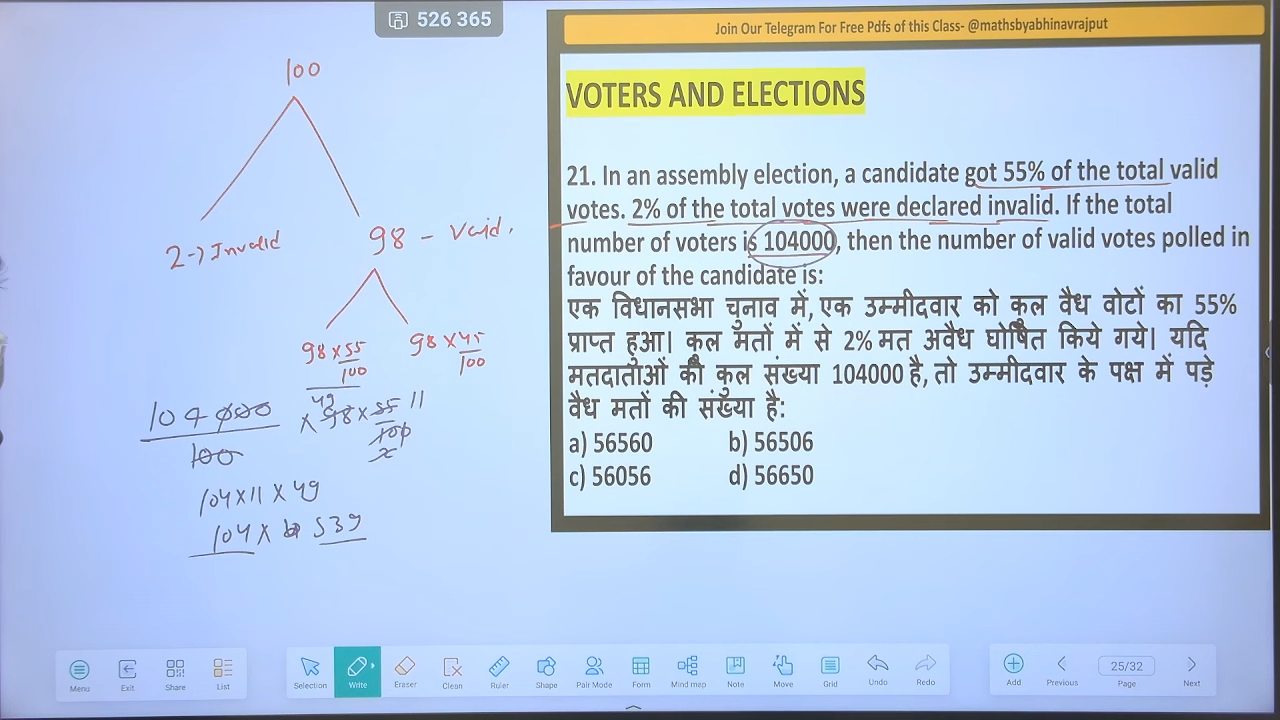 526 365
Join Our Telegram For Free Pdfs of this Class- @mathsbyabhinavrajput
VOTERS AND ELECTIONS
21. In an assembly election, a candidate got 55% of the total valid
votes. 2% of the total votes were declared invalid. If the total
number of voters is 104000, then the number of valid votes polled in
favour of the candidate is:
एक विधानसभा चुनाव में, एक उम्मीदवार को कुल वैध वोटों का 55%
प्राप्त हुआ। कुल मतों में से 2% मत अवैध घोषित किये गये। यदि
मतदाताओं की कुल संख्या 104000 है, तो उम्मीदवार के पक्ष में पड़े
वैध मतों की संख्या है:
a) 56560 b) 56506
c) 56056 d) 56650
100
2→ Invalid 98 - Valid.
98 × 55/100 98 × 45/100
104000/100 × 98 × 55/100
49 11
104×11×49
104× 539
Menu Exit Share List Selection Write Eraser Clean Ruler Shape Pair Mode Form Mind map Note Move Grid Undo Redo Add Previous 25/32 Page Next